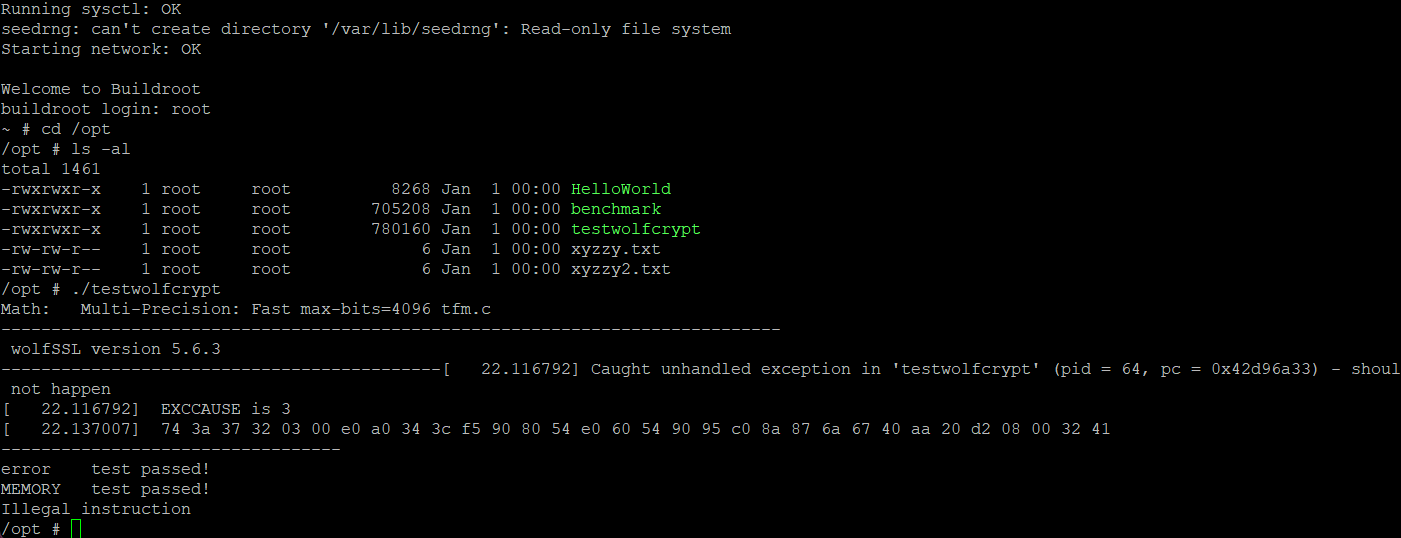 Running sysctl: OK
seedrng: can't create directory '/var/lib/seedrng': Read-only file system
Starting network: OK
Welcome to Buildroot
buildroot login: root
~ # cd /opt
/opt # ls -al
total 1461
-rwxrwxr-x    1 root     root          8268 Jan  1 00:00 HelloWorld
-rwxrwxr-x    1 root     root        705208 Jan  1 00:00 benchmark
-rwxrwxr-x    1 root     root        780160 Jan  1 00:00 testwolfcrypt
-rw-rw-r--    1 root     root             6 Jan  1 00:00 xyzzy.txt
-rw-rw-r--    1 root     root             6 Jan  1 00:00 xyzzy2.txt
/opt # ./testwolfcrypt
Math:   Multi-Precision: Fast max-bits=4096 tfm.c
------------------------------------------------------------------------------
 wolfSSL version 5.6.3
--------------------------------------------[   22.116792] Caught unhandled exception in 'testwolfcrypt' (pid = 64, pc = 0x42d96a33) - shoul
 not happen
[   22.116792]  EXCCAUSE is 3
[   22.137007]  74 3a 37 32 03 00 e0 a0 34 3c f5 90 80 54 e0 60 54 90 95 c0 8a 87 6a 67 40 aa 20 d2 08 00 32 41
----------------------------------
error    test passed!
MEMORY   test passed!
Illegal instruction
/opt #